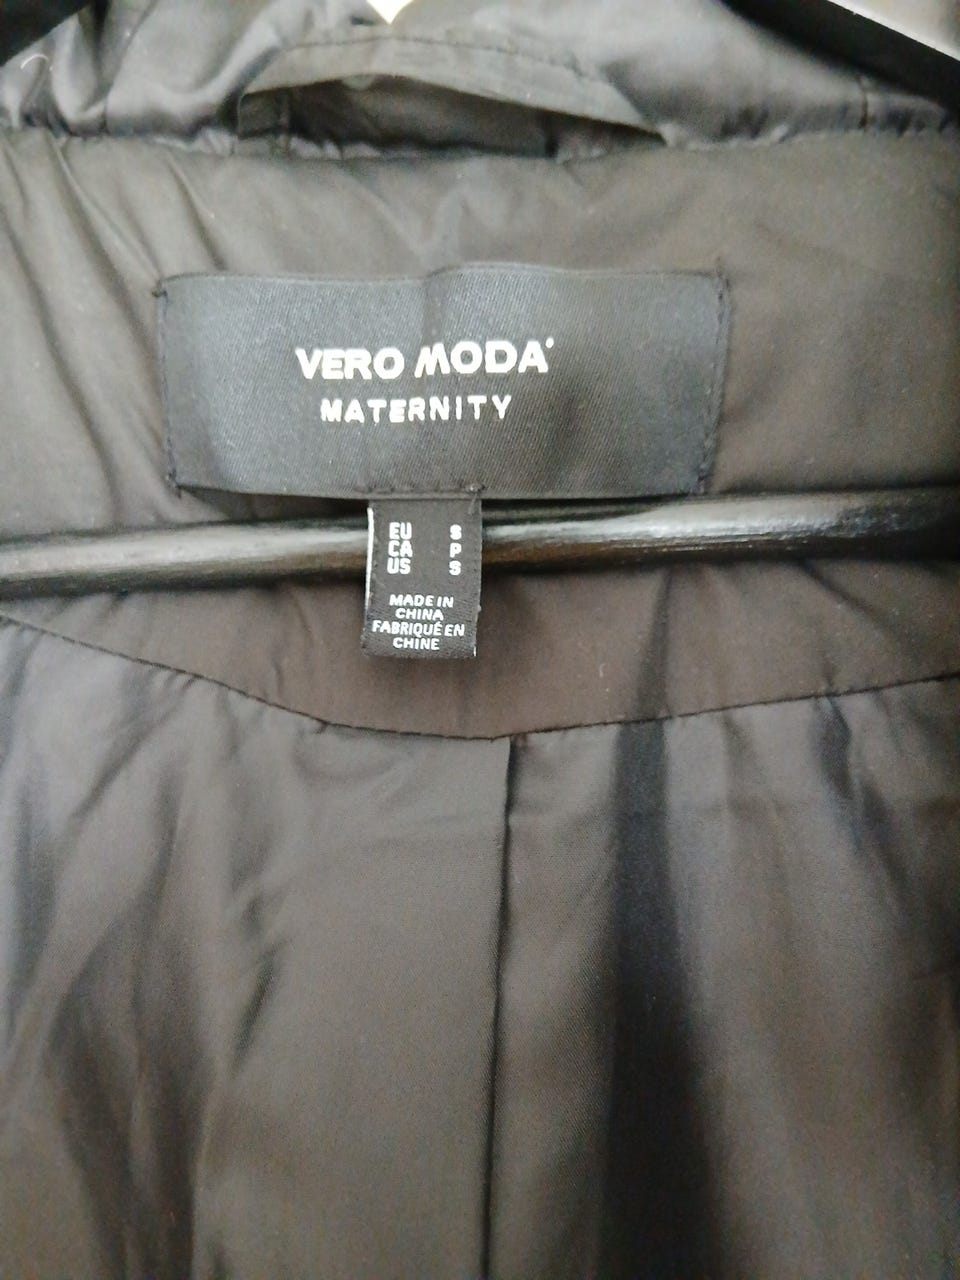 VERO MODA
MATERNITY
EU S
CA P
US S
MADE IN
CHINA
FABRIQUÉ EN
CHINE